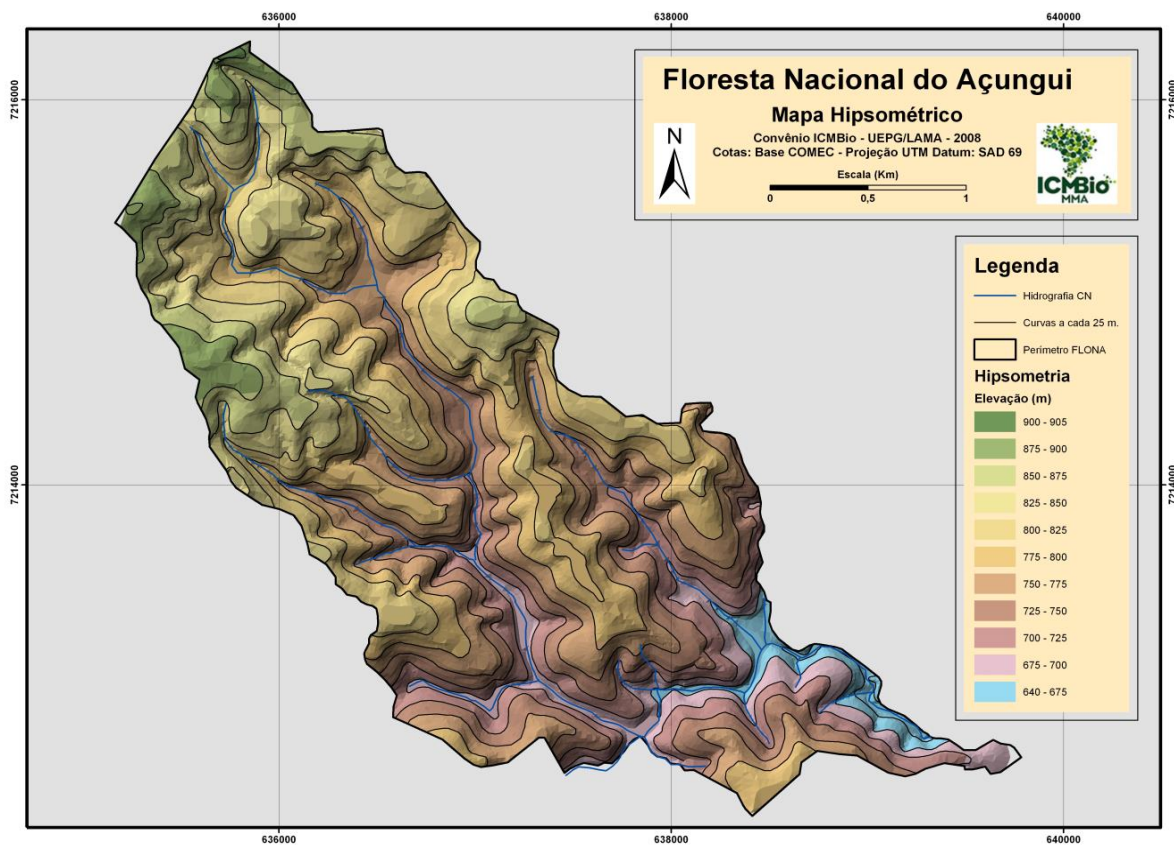 636000
638000
640000
7216000
7216000
7214000
7214000
Floresta Nacional do Açungui
Mapa Hipsométrico
Convênio ICMBio - UEPG/LAMA - 2008
Cotas: Base COMEC - Projeção UTM Datum: SAD 69
N
Escala (Km)
0
0,5
1
ICMBio
MMA
Legenda
Hidrografia CN
Curvas a cada 25 m.
Perímetro FLONA
Hipsometria
Elevação (m)
900 - 905
875 - 900
850 - 875
825 - 850
800 - 825
775 - 800
750 - 775
725 - 750
700 - 725
675 - 700
640 - 675
636000
638000
640000